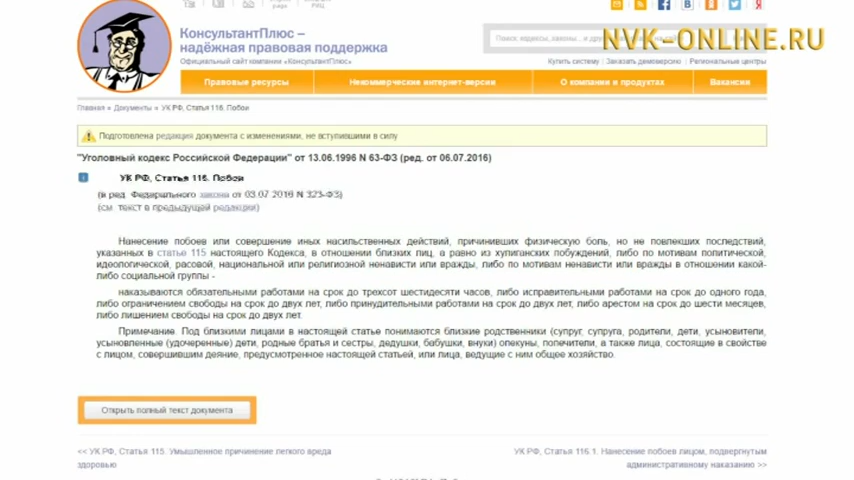 NVK-ONLINE.RU
КонсультантПлюс –
надёжная правовая поддержка
Официальный сайт компании «КонсультантПлюс»
Поиск: кодексы, законы... и
Купить систему | Заказать демоверсию | Региональные центры
Правовые ресурсы
Некоммерческие интернет-версии
О компании и продуктах
Вакансии
Главная » Документы » УК РФ, Статья 116. Побои
Подготовлена редакция документа с изменениями, не вступившими в силу
"Уголовный кодекс Российской Федерации" от 13.06.1996 N 63-ФЗ (ред. от 06.07.2016)
УК РФ, Статья 116. Побои
(в ред. Федерального закона от 03.07.2016 N 323-ФЗ)
(см. текст в предыдущей редакции)
Нанесение побоев или совершение иных насильственных действий, причинивших физическую боль, но не повлекших последствий,
указанных в статье 115 настоящего Кодекса, в отношении близких лиц, а равно из хулиганских побуждений, либо по мотивам политической,
идеологической, расовой, национальной или религиозной ненависти или вражды, либо по мотивам ненависти или вражды в отношении какой-
либо социальной группы -
наказываются обязательными работами на срок до трехсот шестидесяти часов, либо исправительными работами на срок до одного года,
либо ограничением свободы на срок до двух лет, либо принудительными работами на срок до двух лет, либо арестом на срок до шести месяцев,
либо лишением свободы на срок до двух лет.
Примечание. Под близкими лицами в настоящей статье понимаются близкие родственники (супруг, супруга, родители, дети, усыновители,
усыновленные (удочеренные) дети, родные братья и сестры, дедушки, бабушки, внуки) опекуны, попечители, а также лица, состоящие в свойстве
с лицом, совершившим деяние, предусмотренное настоящей статьей, или лица, ведущие с ним общее хозяйство.
Открыть полный текст документа
<< УК РФ, Статья 115. Умышленное причинение легкого вреда
здоровью
УК РФ, Статья 116.1. Нанесение побоев лицом, подвергнутым
административному наказанию >>